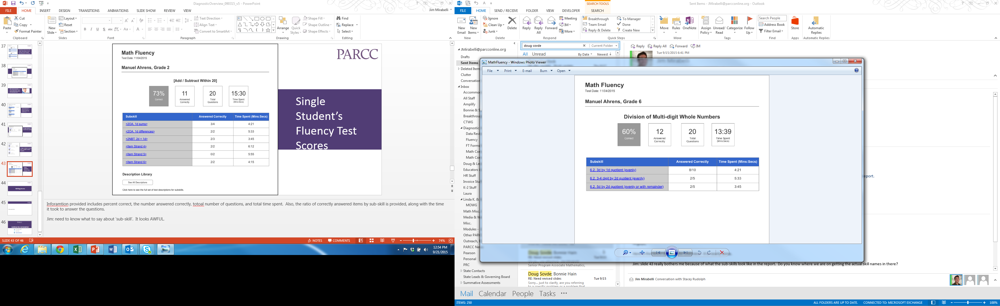 DiagnosticOverview_090315_v5 - PowerPoint
FILE HOME INSERT DESIGN TRANSITIONS ANIMATIONS SLIDE SHOW REVIEW VIEW
Jim Mirabelli
Paste
Cut
Copy
Format Painter
Clipboard
New Slide
Layout
Reset
Section
Slides
Font
Text Direction
Align Text
Convert to SmartArt
Paragraph
Arrange
Quick Styles
Shape Fill
Shape Outline
Shape Effects
Drawing
Find
Replace
Select
Editing
37
38
39
40
41
42
43
44
45
46
Math Fluency
Test Date: 11/04/2015
Manuel Ahrens, Grade 2
[Add / Subtract Within 20]
73% 11 20 15:30
Correct Answered Correctly Total Questions Time Spent (Mins:Secs)
Subskill Answered Correctly Time Spent (Mins:Secs)
<2OA. 1d sums> 3/4 4:21
<2OA. 1d differences> 2/2 5:33
<2NBT. 2d + 1d> 2/3 3:45
<Item Strand 4> 2/2 6:12
<Item Strand 5> 0/2 5:55
<Item Strand 6> 2/2 4:15
Description Library
See All Descriptions
Click here to see the full set of text descriptions for subskills.
PARCC
Single
Student’s
Fluency Test
Scores
Inforamtion provided includes percent correct, the number answered correctly, totoal number of questions, and total time spent. Also, the ratio of correctly answered items by sub-skill is provided, along with the time
it took to answer the questions.
Jim: need to know what to say about ‘sub-skill’. It looks AWFUL.
SLIDE 43 OF 46
NOTES COMMENTS 74%
12:54 PM
9/21/2015
SEARCH TOOLS
Sent Items - JMirabelli@parcconline.org - Outlook
FILE HOME SEND / RECEIVE FOLDER VIEW DEVELOPER SEARCH
New Email
New Items
New
Ignore
Clean Up
Junk
Delete
Delete
Reply
Reply All
Forward
Meeting
IM
More
Respond
Breakthrough
Team Email
Reply & Delete
To Manager
Done
Create New
Quick Steps
Move
Rules
OneNote
Move
Assign Policy
Unread/ Read
Categorize
Follow Up
Tags
Search People
Address Book
Filter Email
Find
Store
Apps
Automatic Replies
Automatic Replies
JMirabelli@parcconline.org
Drafts
Sent Items
Deleted Item
Clutter
Conversation
Inbox
Accommo
All Staff
Amplify
Bonnie & S
Breakthrou
CTWG
Diagnostic
Data Revi
Fluency
FT Forms
Math Co
Math Co
Doug & Le
Educators
HR Stuff
Invoice Stu
K-2 Stuff
Laura
Linda K. &
MOWG
Math Misc.
Media & W
Misc.
Modules -
Other PAR
Outreach,
PARCC Ne
Pearson
Personal
PRC
State Contacts
State Leads & Governing Board
Summative Assessments
doug sovde Current Folder
All Unread By Date Newest
Reply Reply All Forward IM
Tue 9/15/2015 6:41 PM
MathFluency - Windows Photo Viewer
File Print E-mail Burn Open
Math Fluency
Test Date: 11/04/2015
Manuel Ahrens, Grade 6
Division of Multi-digit Whole Numbers
60% 12 20 13:39
Correct Answered Correctly Total Questions Time Spent (Mins:Secs)
Subskill Answered Correctly Time Spent (Mins:Secs)
6.2. 3d by 1d quotient (evenly) 8/10 4:21
6.2. 3-4 digit by 2d quotient (evenly) 2/5 5:33
6.2. 5d by 2d quotient (evenly or with remainder) 2/5 3:45
eport.
Senior Program Associate Mathematics,
Jim: slide 43 really bothers me because of what the sub-skills look like in the report. Do you know where we are on getting the actual skill names in there?
Doug Sovde; Bonnie Hain
RE: Need revised slides Tue 9/15
Sorry... just to clarify, are you referring
to a specific problem or a problem that
Jim Mirabelli Conversation with Stacey Rudolph
Mail Calendar People Tasks ...
ITEMS: 250
ALL FOLDERS ARE UP TO DATE. CONNECTED TO: MICROSOFT EXCHANGE 100%